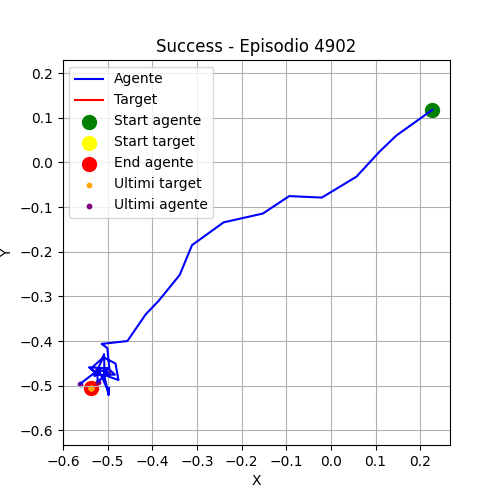 Success - Episodio 4902
Agente
Target
Start agente
Start target
End agente
Ultimi target
Ultimi agente
0.2
0.1
0.0
−0.1
−0.2
−0.3
−0.4
−0.5
−0.6
Y
−0.6 −0.5 −0.4 −0.3 −0.2 −0.1 0.0 0.1 0.2
X